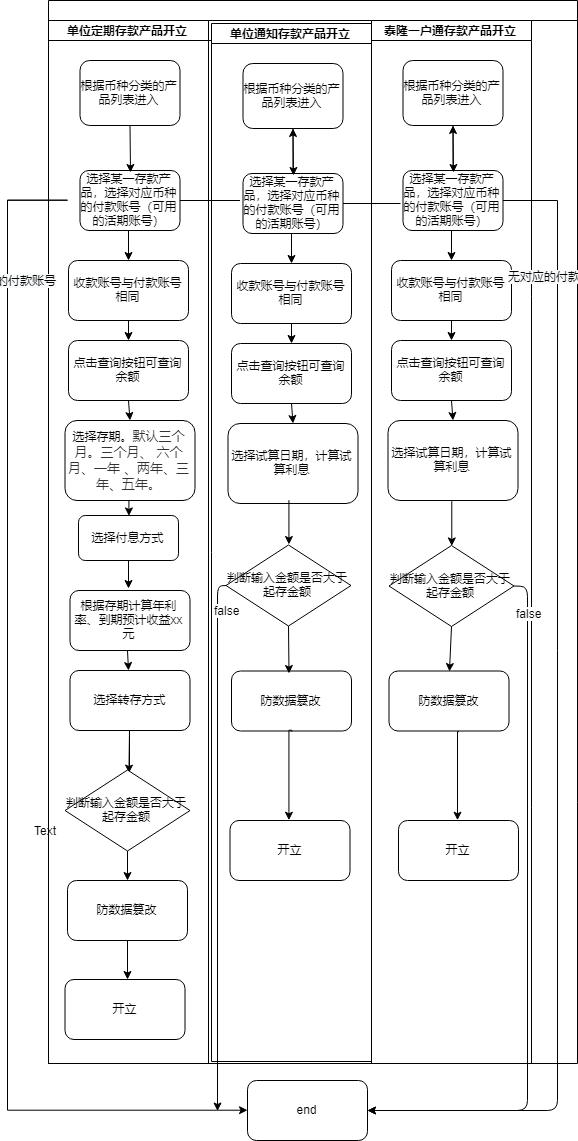 单位定期存款产品开立
根据币种分类的产
品列表进入
选择某一存款产
品，选择对应币种
的付款账号（可用
的活期账号）
的付款账号
收款账号与付款账号
相同
点击查询按钮可查询
余额
选择存期。默认三个
月。三个月、 六个
月、一年 、两年、三
年、五年。
选择付息方式
根据存期计算年利
率、到期预计收益xx
元
选择转存方式
判断输入金额是否大于
起存金额
Text
防数据篡改
开立
单位通知存款产品开立
根据币种分类的产
品列表进入
选择某一存款产
品，选择对应币种
的付款账号（可用
的活期账号）
收款账号与付款账号
相同
点击查询按钮可查询
余额
选择试算日期，计算试
算利息
判断输入金额是否大于
起存金额
false
防数据篡改
开立
泰隆一户通存款产品开立
根据币种分类的产
品列表进入
选择某一存款产
品，选择对应币种
的付款账号（可用
的活期账号）
无对应的付款
收款账号与付款账号
相同
点击查询按钮可查询
余额
选择试算日期，计算试
算利息
判断输入金额是否大于
起存金额
false
防数据篡改
开立
end